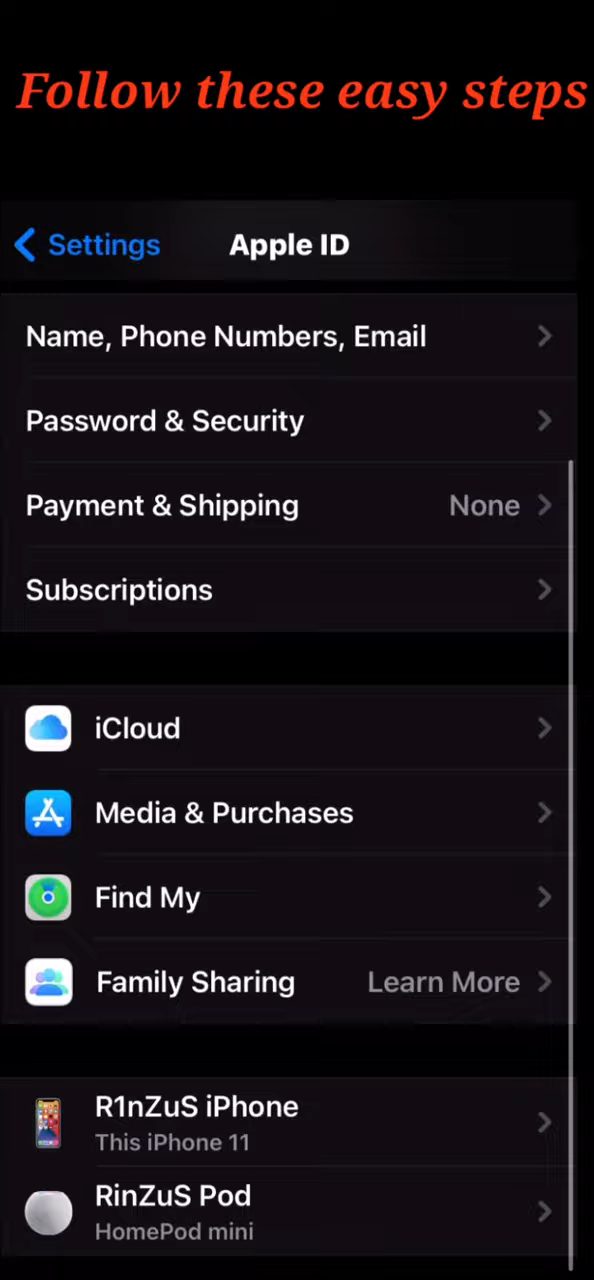 Follow these easy steps
Settings Apple ID
Name, Phone Numbers, Email
Password & Security
Payment & Shipping None
Subscriptions
iCloud
Media & Purchases
Find My
Family Sharing Learn More
R1nZuS iPhone
This iPhone 11
RinZuS Pod
HomePod mini